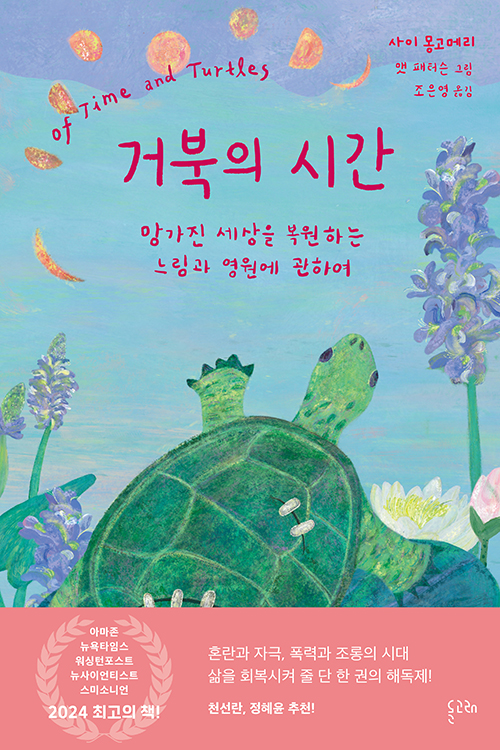 of Time and Turtles
사이 몽고메리
맷 패터슨 그림
조은영 옮김
거북의 시간
망가진 세상을 복원하는
느림과 영원에 관하여
아마존
뉴욕타임스
워싱턴포스트
뉴사이언티스트
스미소니언
2024 최고의 책!
혼란과 자극, 폭력과 조롱의 시대
삶을 회복시켜 줄 단 한 권의 해독제!
천선란, 정혜윤 추천!
돌고래